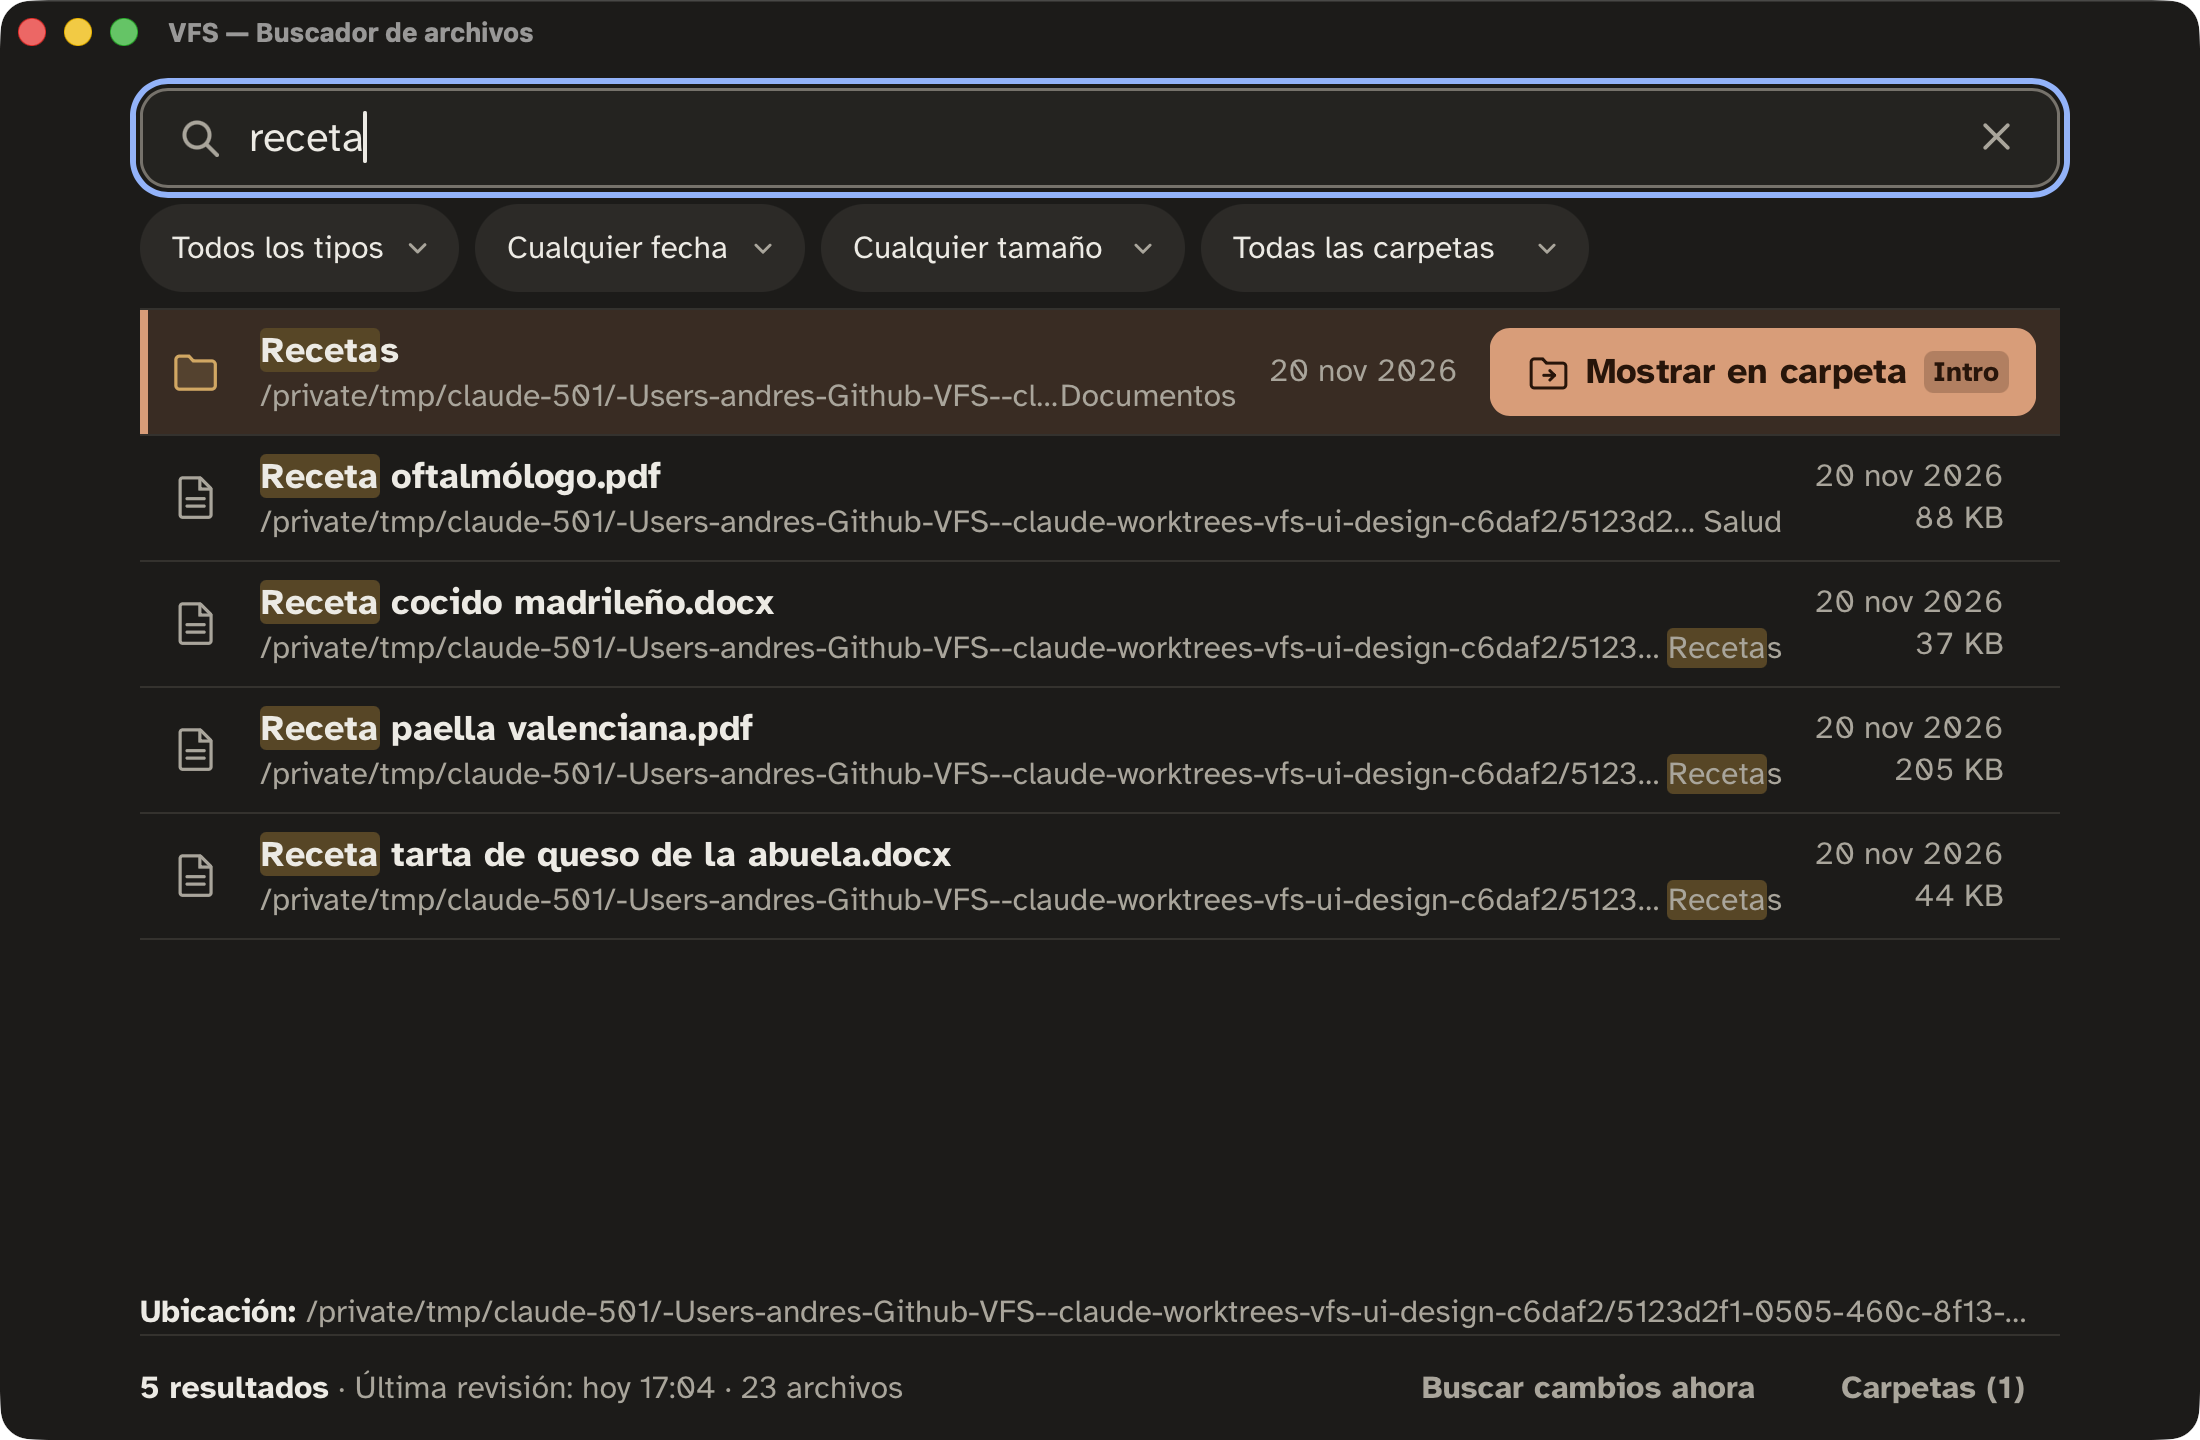 VFS — Buscador de archivos
receta
Todos los tipos
Cualquier fecha
Cualquier tamaño
Todas las carpetas
Recetas
/private/tmp/claude-501/-Users-andres-Github-VFS--cl...Documentos
20 nov 2026
Mostrar en carpeta Intro
Receta oftalmólogo.pdf
/private/tmp/claude-501/-Users-andres-Github-VFS--claude-worktrees-vfs-ui-design-c6daf2/5123d2... Salud
20 nov 2026
88 KB
Receta cocido madrileño.docx
/private/tmp/claude-501/-Users-andres-Github-VFS--claude-worktrees-vfs-ui-design-c6daf2/5123... Recetas
20 nov 2026
37 KB
Receta paella valenciana.pdf
/private/tmp/claude-501/-Users-andres-Github-VFS--claude-worktrees-vfs-ui-design-c6daf2/5123... Recetas
20 nov 2026
205 KB
Receta tarta de queso de la abuela.docx
/private/tmp/claude-501/-Users-andres-Github-VFS--claude-worktrees-vfs-ui-design-c6daf2/5123... Recetas
20 nov 2026
44 KB
Ubicación: /private/tmp/claude-501/-Users-andres-Github-VFS--claude-worktrees-vfs-ui-design-c6daf2/5123d2f1-0505-460c-8f13-...
5 resultados · Última revisión: hoy 17:04 · 23 archivos
Buscar cambios ahora
Carpetas (1)